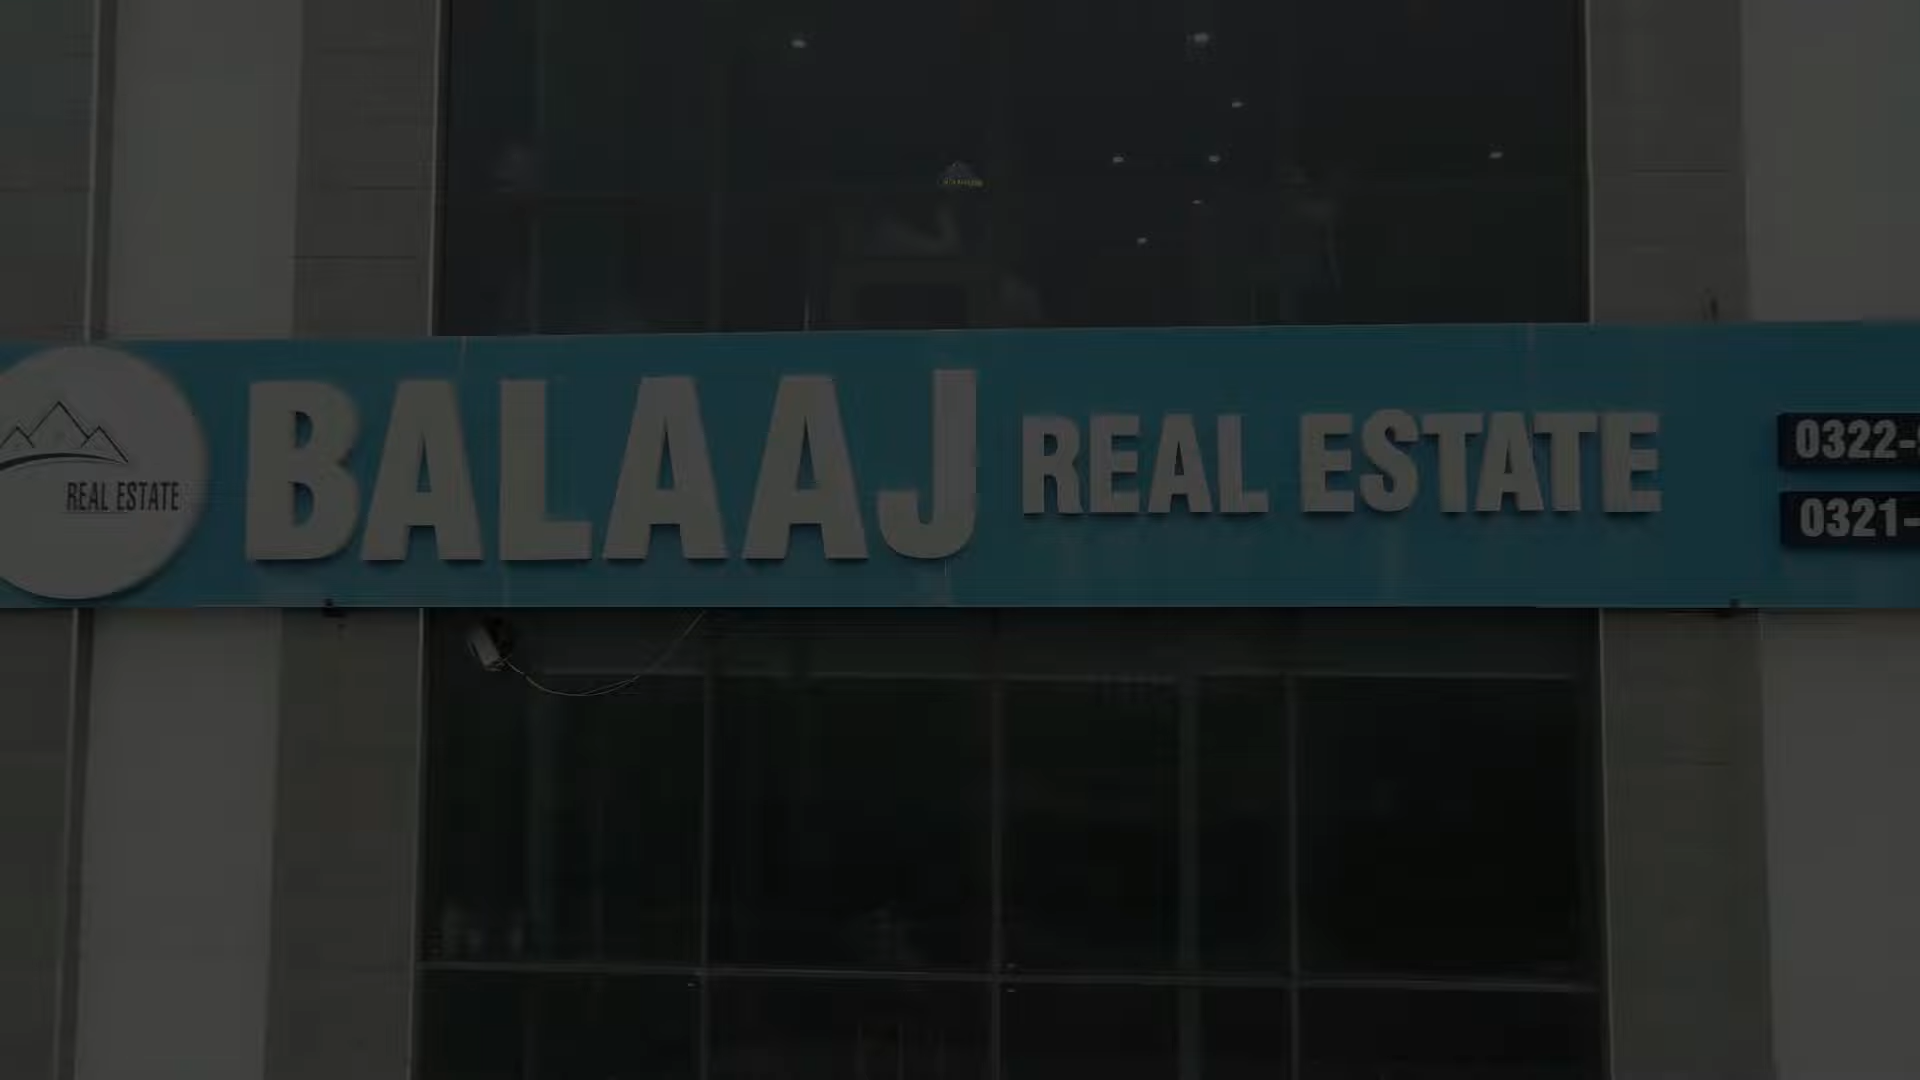 REAL ESTATE
BALAAJ REAL ESTATE
0322-
0321-